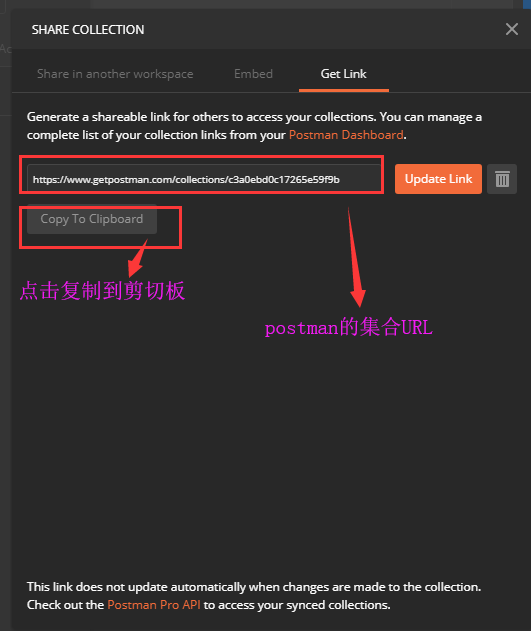 SHARE COLLECTION
Share in another workspace Embed Get Link
Generate a shareable link for others to access your collections. You can manage a
complete list of your collection links from your Postman Dashboard.
https://www.getpostman.com/collections/c3a0ebd0c17265e59f9b Update Link
Copy To Clipboard
点击复制到剪切板
postman的集合URL
This link does not update automatically when changes are made to the collection.
Check out the Postman Pro API to access your synced collections.